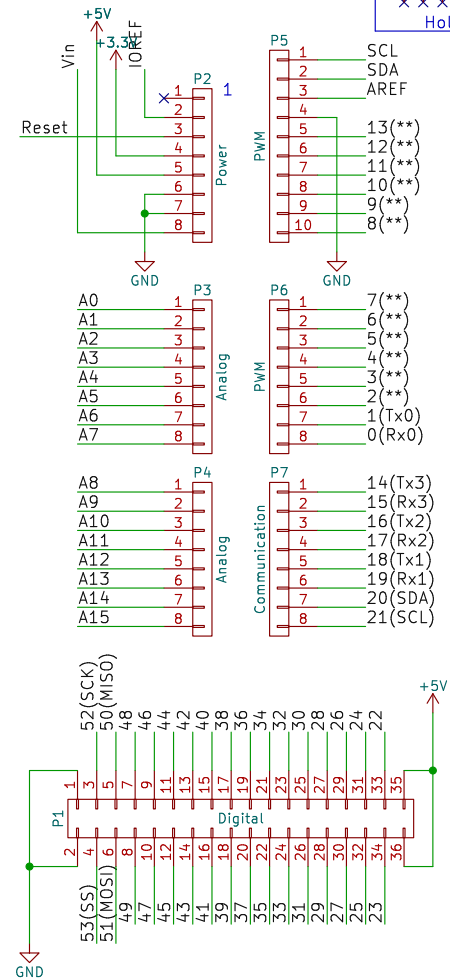 +5V
+3.3V
Vin
IOREF
Hol
P2
1
1
2
3
4
5
6
7
8
Reset
Power
GND
P5
1 SCL
2 SDA
3 AREF
4
5 13(**)
6 12(**)
7 11(**)
8 10(**)
9 9(**)
10 8(**)
PWM
GND
P3
A0 1
A1 2
A2 3
A3 4
A4 5
A5 6
A6 7
A7 8
Analog
P6
1 7(**)
2 6(**)
3 5(**)
4 4(**)
5 3(**)
6 2(**)
7 1(Tx0)
8 0(Rx0)
PWM
P4
A8 1
A9 2
A10 3
A11 4
A12 5
A13 6
A14 7
A15 8
Analog
P7
1 14(Tx3)
2 15(Rx3)
3 16(Tx2)
4 17(Rx2)
5 18(Tx1)
6 19(Rx1)
7 20(SDA)
8 21(SCL)
Communication
+5V
52(SCK) 50(MISO) 48 46 44 42 40 38 36 34 32 30 28 26 24 22
1 3 5 7 9 11 13 15 17 19 21 23 25 27 29 31 33 35
P1
Digital
2 4 6 8 10 12 14 16 18 20 22 24 26 28 30 32 34 36
53(SS) 51(MOSI) 49 47 45 43 41 39 37 35 33 31 29 27 25 23
GND